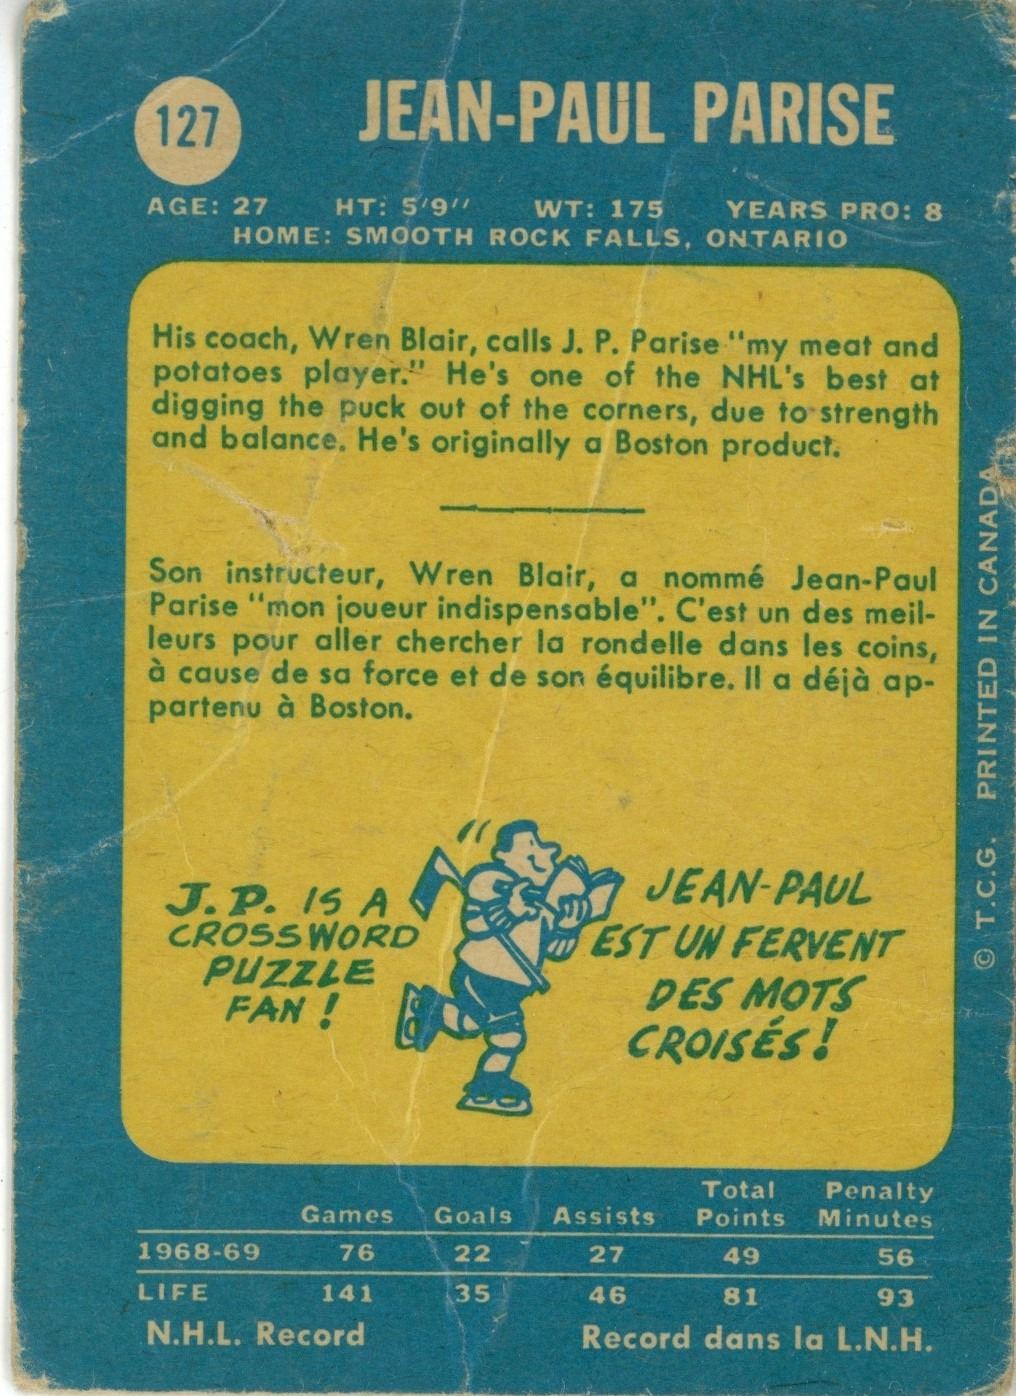 127
JEAN-PAUL PARISE
AGE: 27 HT: 5'9'' WT: 175 YEARS PRO: 8
HOME: SMOOTH ROCK FALLS, ONTARIO
His coach, Wren Blair, calls J. P. Parise "my meat and
potatoes player." He's one of the NHL's best at
digging the puck out of the corners, due to strength
and balance. He's originally a Boston product.
Son instructeur, Wren Blair, a nommé Jean-Paul
Parise "mon joueur indispensable". C'est un des meil-
leurs pour aller chercher la rondelle dans les coins,
à cause de sa force et de son équilibre. Il a déjà ap-
partenu à Boston.
J.P. IS A
CROSSWORD
PUZZLE
FAN!
JEAN-PAUL
EST UN FERVENT
DES MOTS
CROISÉS!
© T.C.G. PRINTED IN CANADA
Total Penalty
Games Goals Assists Points Minutes
1968-69 76 22 27 49 56
LIFE 141 35 46 81 93
N.H.L. Record Record dans la L.N.H.